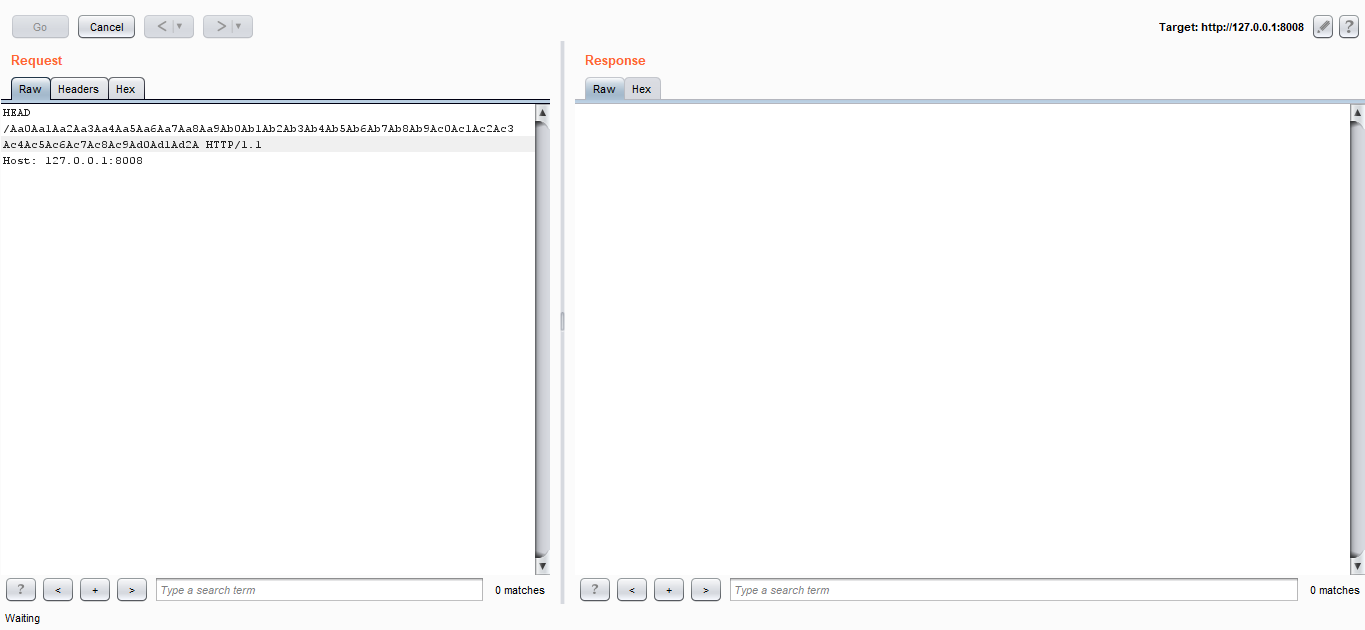 Go Cancel < ▼ > ▼ Target: http://127.0.0.1:8008 ?
Request Response
Raw Headers Hex Raw Hex
HEAD
/Aa0Aa1Aa2Aa3Aa4Aa5Aa6Aa7Aa8Aa9Ab0Ab1Ab2Ab3Ab4Ab5Ab6Ab7Ab8Ab9Ac0Ac1Ac2Ac3
Ac4Ac5Ac6Ac7Ac8Ac9Ad0Ad1Ad2A HTTP/1.1
Host: 127.0.0.1:8008
? < + > Type a search term 0 matches ? < + > Type a search term 0 matches
Waiting